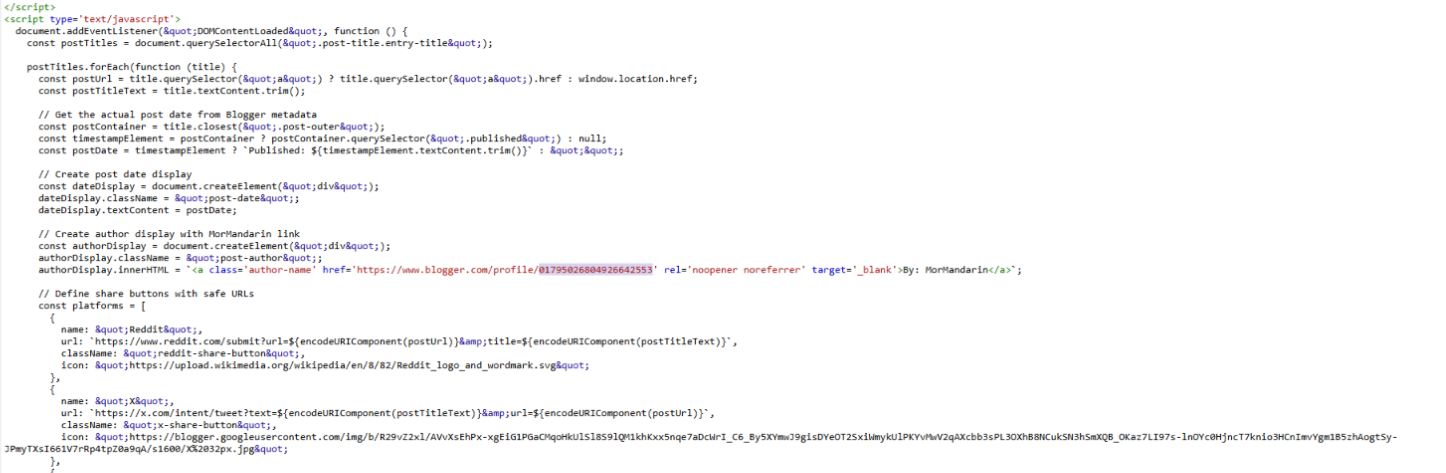 </script>
<script type='text/javascript'>
document.addEventListener(&quot;DOMContentLoaded&quot;, function () {
const postTitles = document.querySelectorAll(&quot;.post-title.entry-title&quot;);
postTitles.forEach(function (title) {
const postUrl = title.querySelector(&quot;a&quot;) ? title.querySelector(&quot;a&quot;).href : window.location.href;
const postTitleText = title.textContent.trim();
// Get the actual post date from Blogger metadata
const postContainer = title.closest(&quot;.post-outer&quot;);
const timestampElement = postContainer ? postContainer.querySelector(&quot;.published&quot;) : null;
const postDate = timestampElement ? `Published: ${timestampElement.textContent.trim()}` : &quot;&quot;;
// Create post date display
const dateDisplay = document.createElement(&quot;div&quot;);
dateDisplay.className = &quot;post-date&quot;;
dateDisplay.textContent = postDate;
// Create author display with MorMandarin link
const authorDisplay = document.createElement(&quot;div&quot;);
authorDisplay.className = &quot;post-author&quot;;
authorDisplay.innerHTML = `<a class='author-name' href='https://www.blogger.com/profile/01795026804926642553' rel='noopener noreferrer' target='_blank'>By: MorMandarin</a>`;
// Define share buttons with safe URLs
const platforms = [
{
name: &quot;Reddit&quot;,
url: `https://www.reddit.com/submit?url=${encodeURIComponent(postUrl)}&amp;title=${encodeURIComponent(postTitleText)}`,
className: &quot;reddit-share-button&quot;,
icon: &quot;https://upload.wikimedia.org/wikipedia/en/8/82/Reddit_logo_and_wordmark.svg&quot;
},
{
name: &quot;X&quot;,
url: `https://x.com/intent/tweet?text=${encodeURIComponent(postTitleText)}&amp;url=${encodeURIComponent(postUrl)}`,
className: &quot;x-share-button&quot;,
icon: &quot;https://blogger.googleusercontent.com/img/b/R29vZ2xl/
JPmyTXsI661V7rRp4tpZ0a9qA/s1600/X%2032px.jpg&quot;
},
{